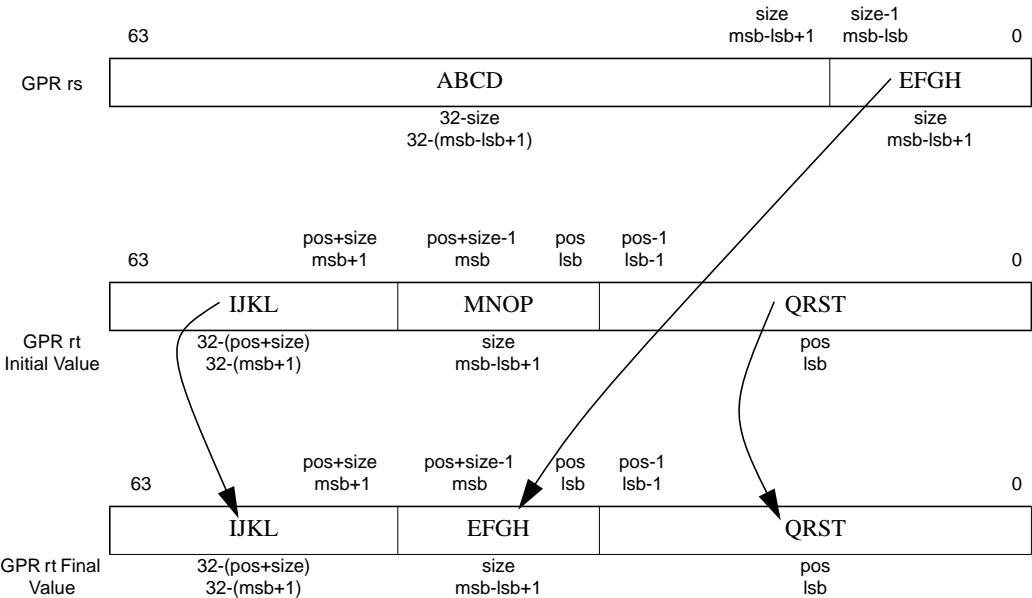 size size-1
63 msb-lsb+1 msb-lsb 0
GPR rs ABCD EFGH
32-size size
32-(msb-lsb+1) msb-lsb+1
pos+size pos+size-1 pos pos-1
63 msb+1 msb lsb lsb-1 0
IJKL MNOP QRST
GPR rt 32-(pos+size) size pos
Initial Value 32-(msb+1) msb-lsb+1 lsb
pos+size pos+size-1 pos pos-1
63 msb+1 msb lsb lsb-1 0
IJKL EFGH QRST
GPR rt Final 32-(pos+size) size pos
Value 32-(msb+1) msb-lsb+1 lsb